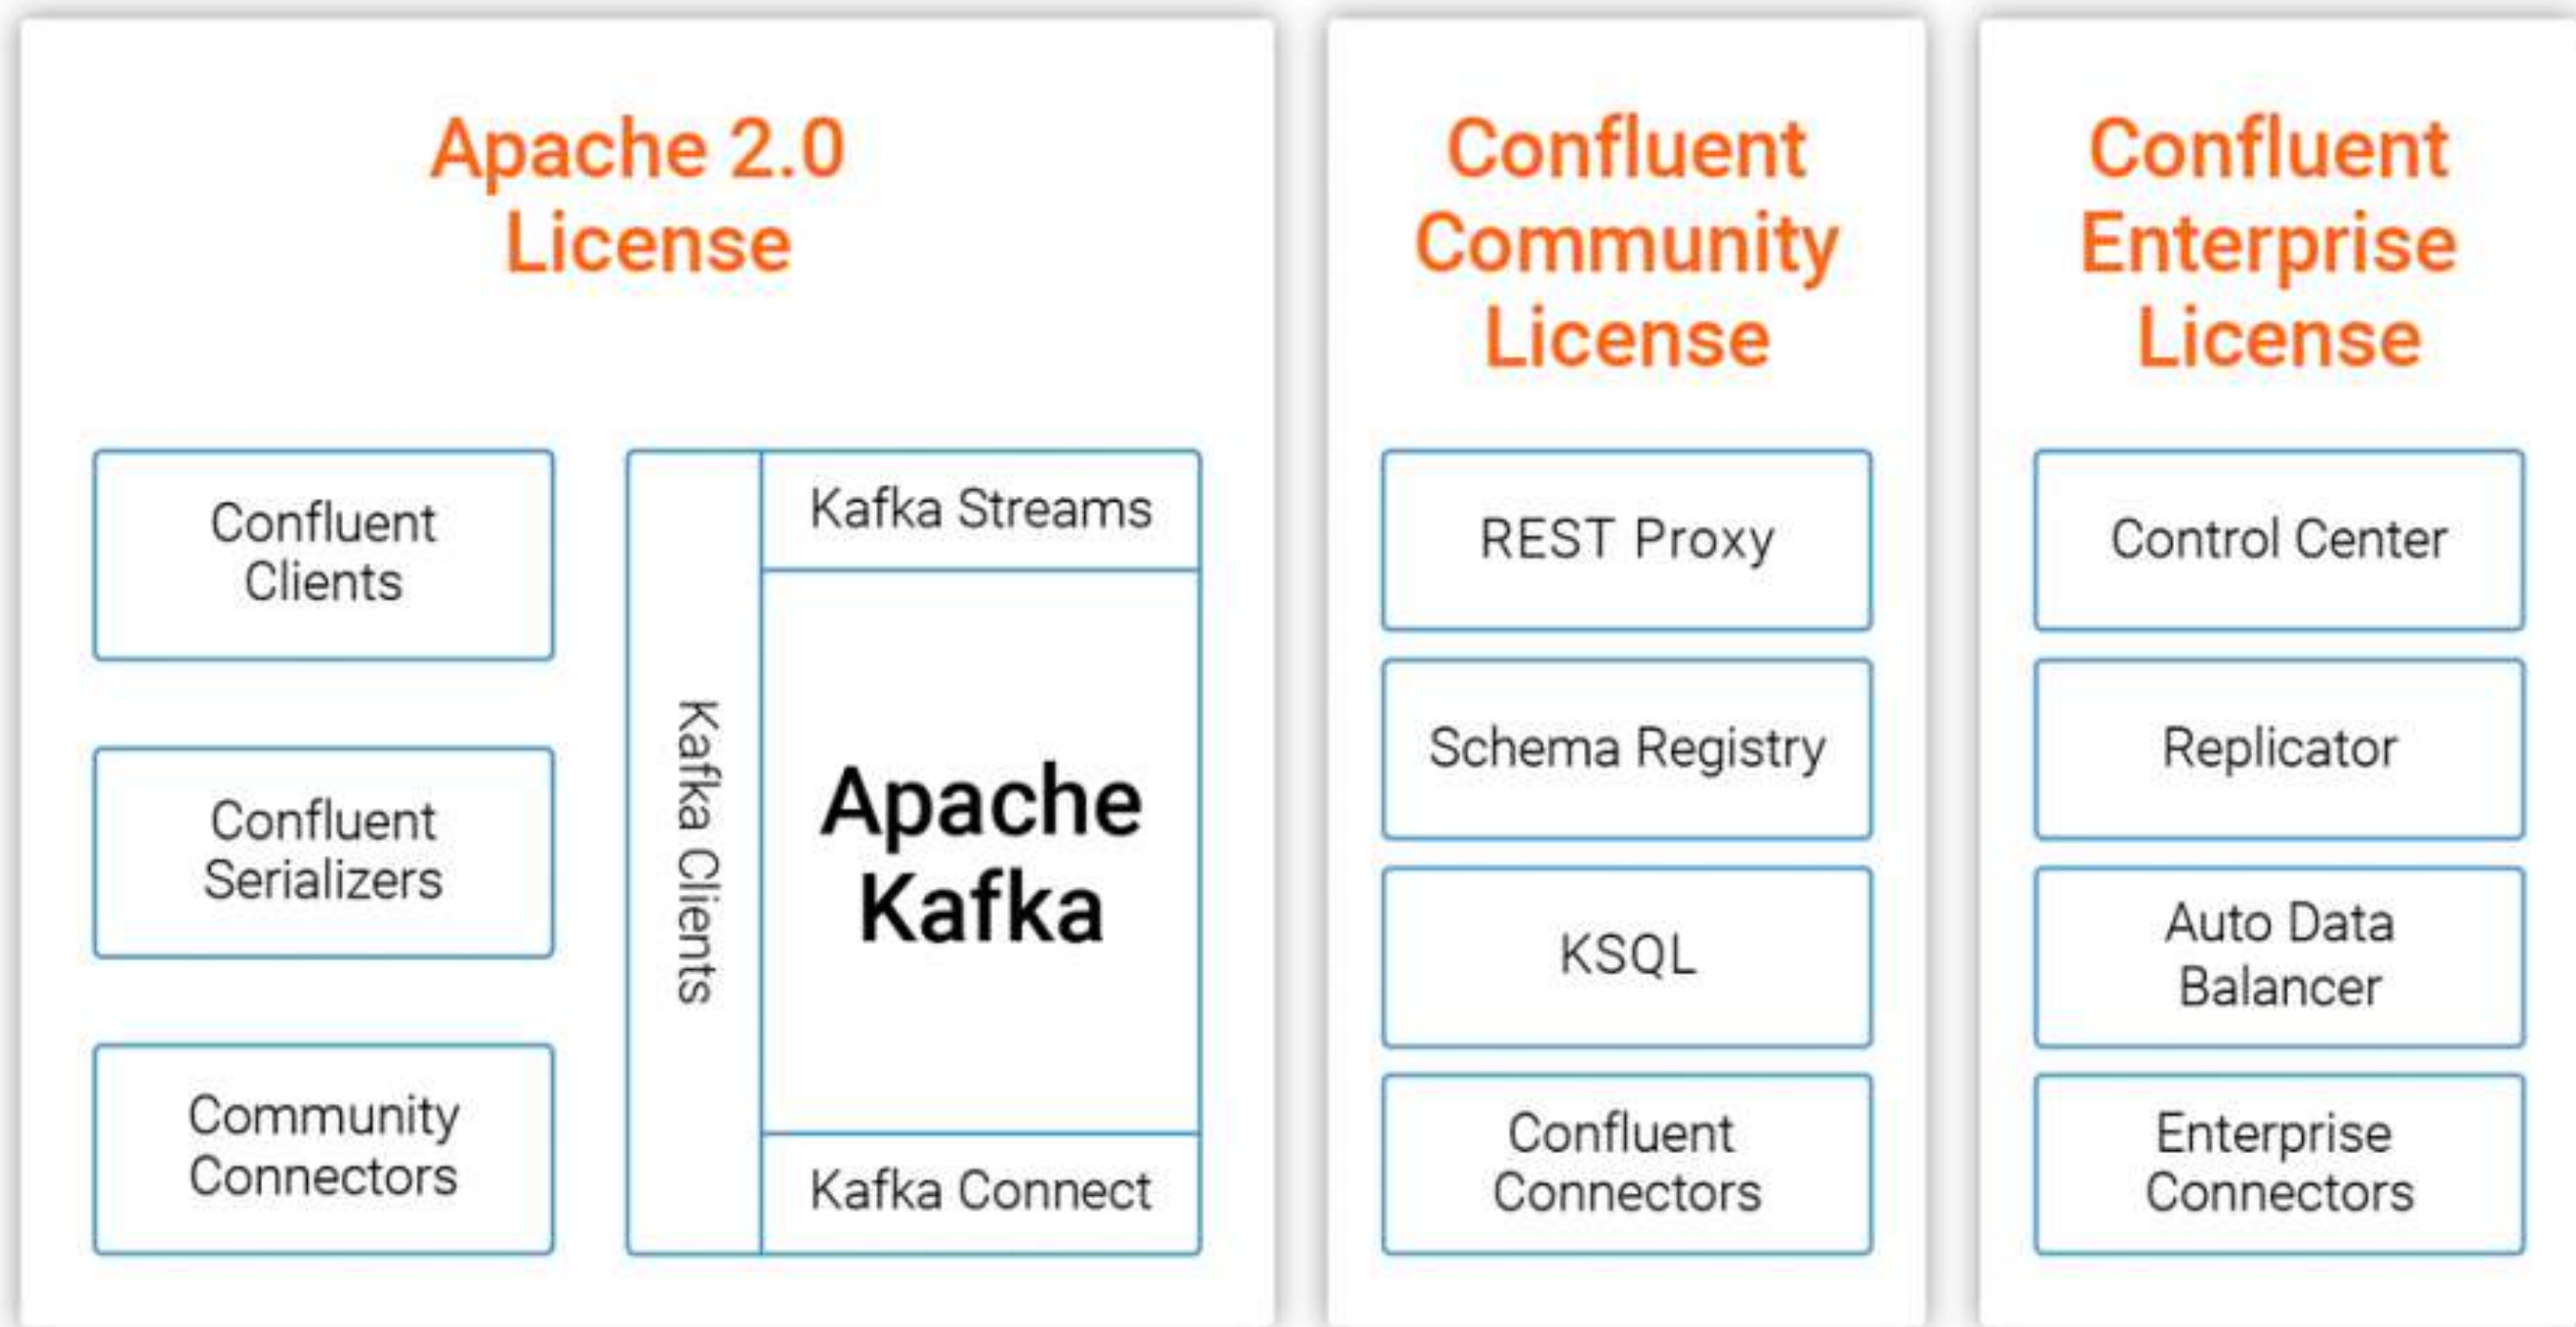 Apache 2.0
License
Confluent
Clients
Confluent
Serializers
Community
Connectors
Kafka Clients
Kafka Streams
Apache
Kafka
Kafka Connect
Confluent
Community
License
REST Proxy
Schema Registry
KSQL
Confluent
Connectors
Confluent
Enterprise
License
Control Center
Replicator
Auto Data
Balancer
Enterprise
Connectors